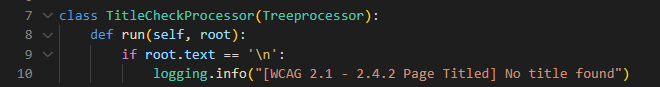 7 class TitleCheckProcessor(Treeprocessor):
8     def run(self, root):
9         if root.text == '\n':
10             logging.info("[WCAG 2.1 - 2.4.2 Page Titled] No title found")